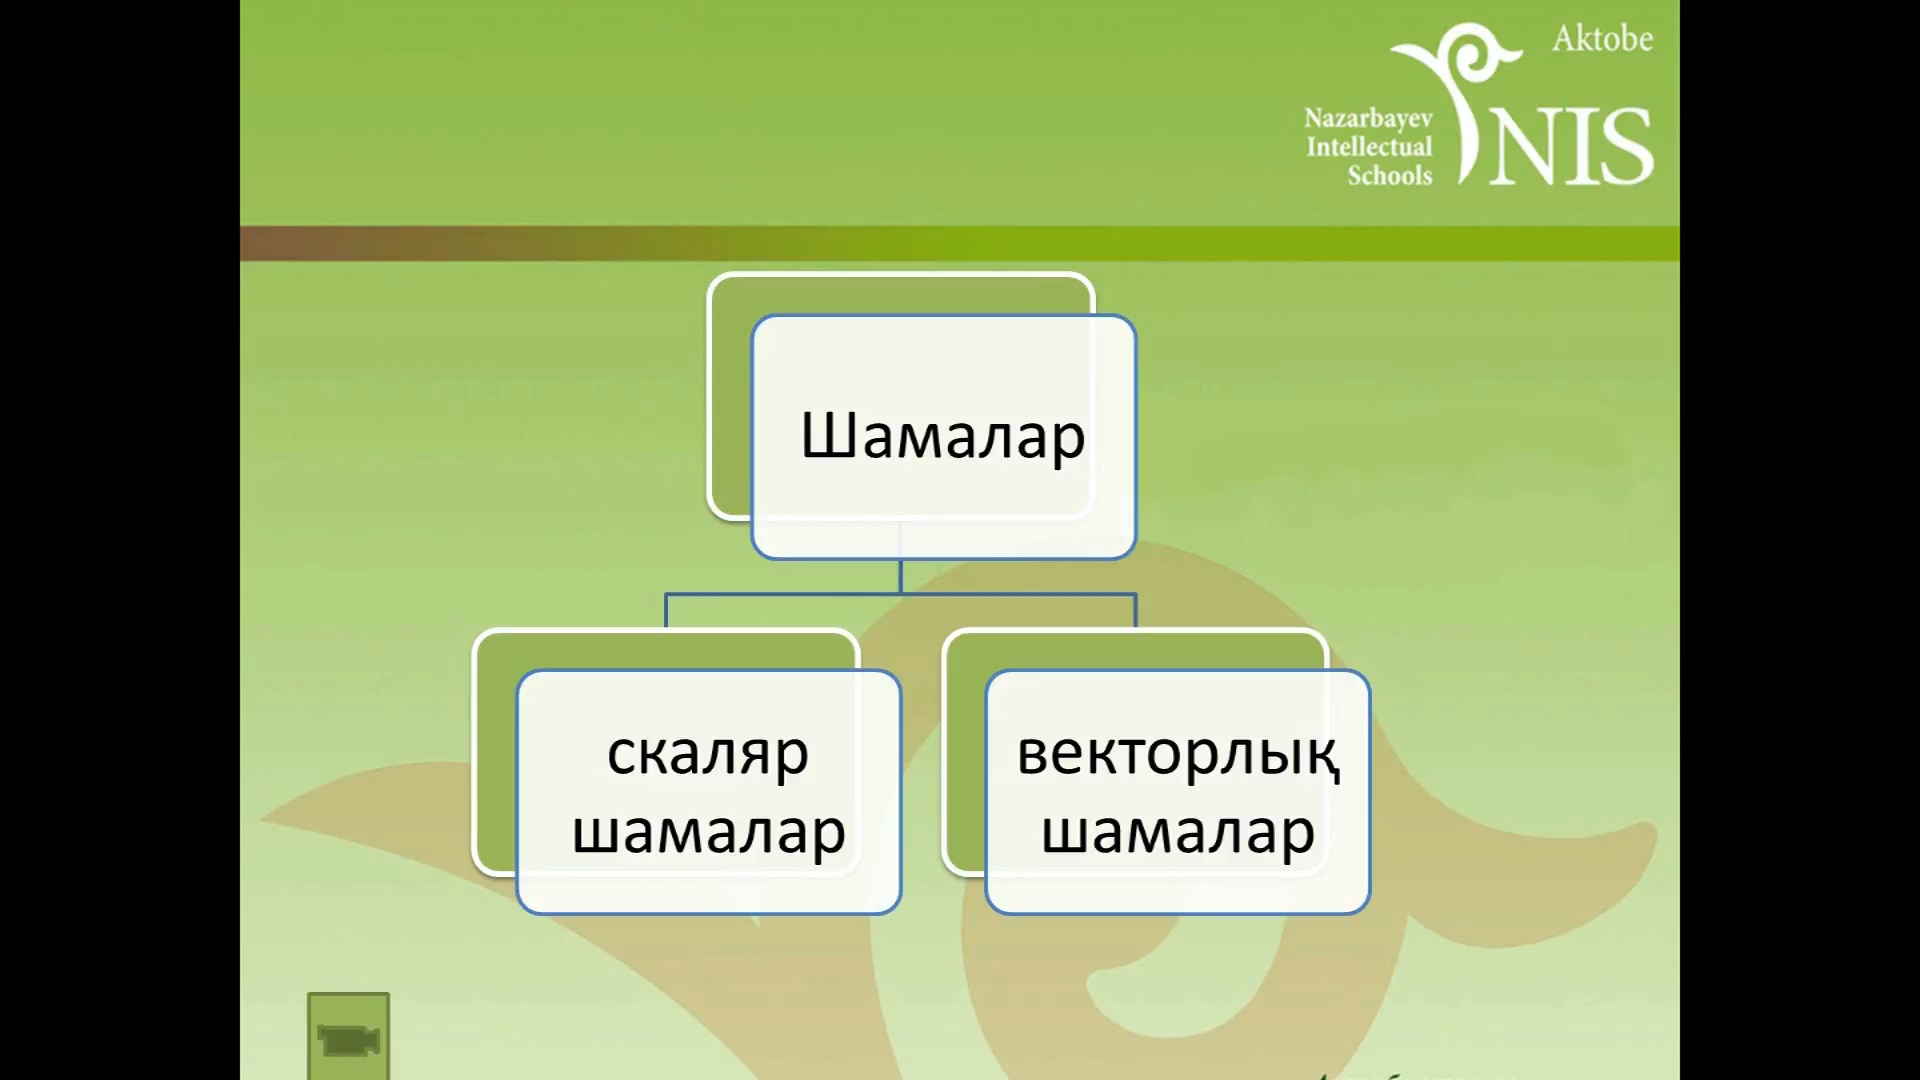 Aktobe
Nazarbayev
Intellectual
Schools
NIS
Шамалар
скаляр
шамалар
векторлық
шамалар